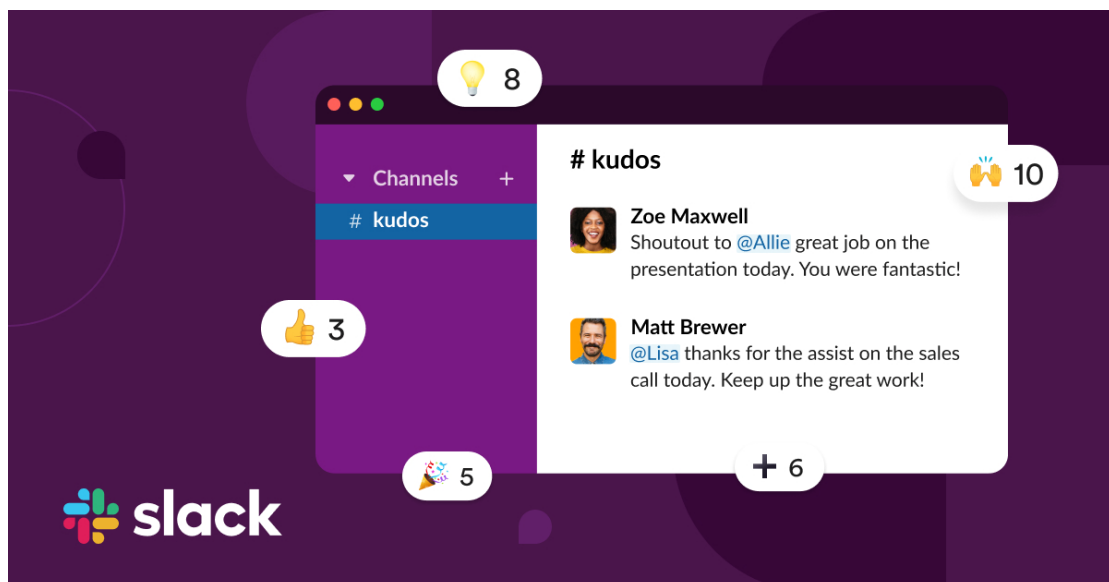 8
# kudos
10
Channels +
# kudos
Zoe Maxwell
Shoutout to @Allie great job on the
presentation today. You were fantastic!
3
Matt Brewer
@Lisa thanks for the assist on the sales
call today. Keep up the great work!
5
6
slack